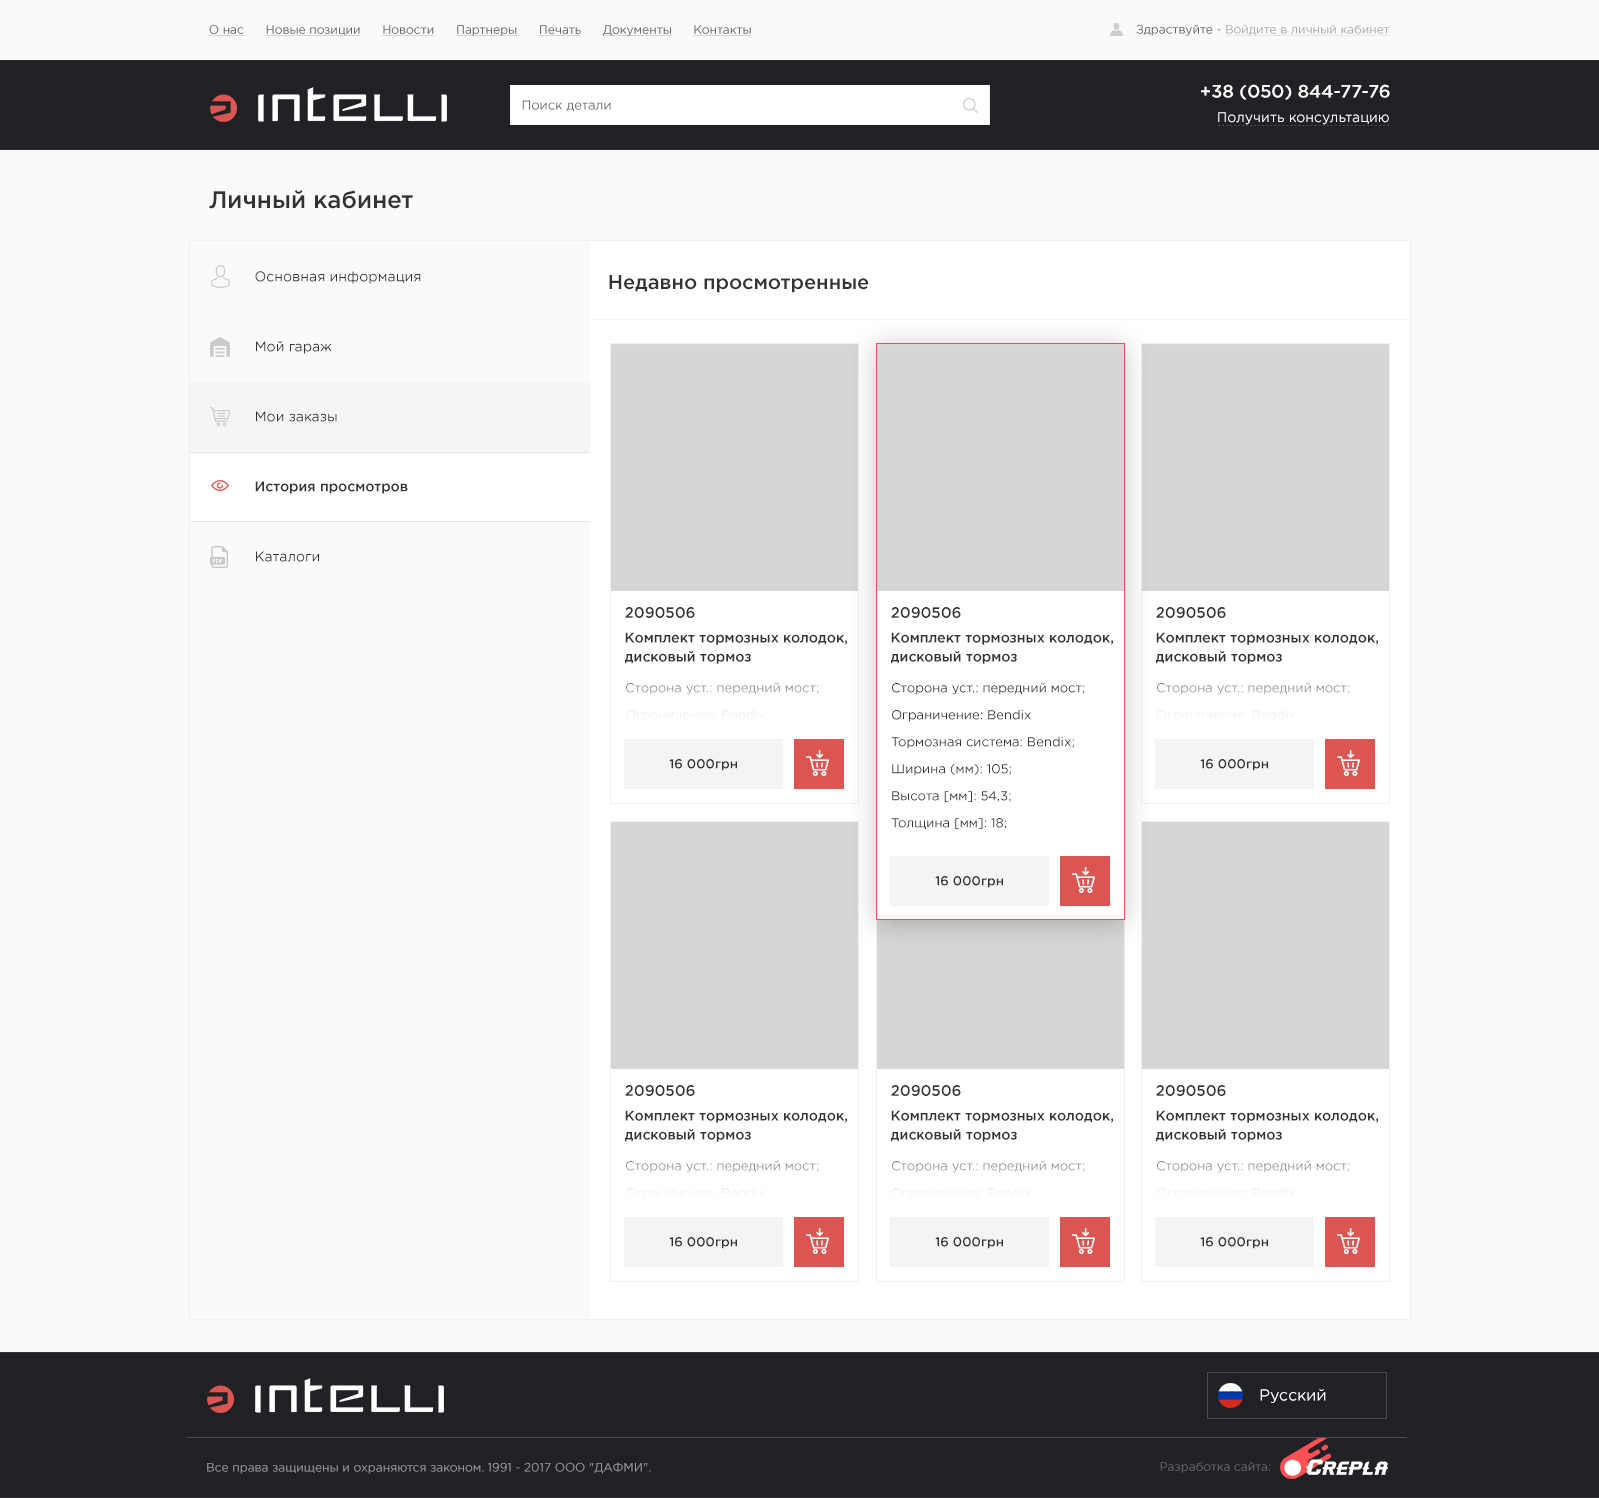 О нас Новые позиции Новости Партнеры Печать Документы Контакты Здраствуйте - Войдите в личный кабинет
INTELLI
Поиск детали
+38 (050) 844-77-76
Получить консультацию
Личный кабинет
Основная информация
Мой гараж
Мои заказы
История просмотров
PDF
Каталоги
Недавно просмотренные
2090506
Комплект тормозных колодок,
дисковый тормоз
Сторона уст.: передний мост;
Ограничение: Bendix
16 000грн
2090506
Комплект тормозных колодок,
дисковый тормоз
Сторона уст.: передний мост;
Ограничение: Bendix
Тормозная система: Bendix;
Ширина (мм): 105;
Высота [мм]: 54,3;
Толщина [мм]: 18;
16 000грн
2090506
Комплект тормозных колодок,
дисковый тормоз
Сторона уст.: передний мост;
Ограничение: Bendix
16 000грн
2090506
Комплект тормозных колодок,
дисковый тормоз
Сторона уст.: передний мост;
Ограничение: Bendix
16 000грн
2090506
Комплект тормозных колодок,
дисковый тормоз
Сторона уст.: передний мост;
Ограничение: Bendix
16 000грн
2090506
Комплект тормозных колодок,
дисковый тормоз
Сторона уст.: передний мост;
Ограничение: Bendix
16 000грн
INTELLI
Русский
Все права защищены и охраняются законом. 1991 - 2017 ООО "ДАФМИ".
Разработка сайта: CREPLA